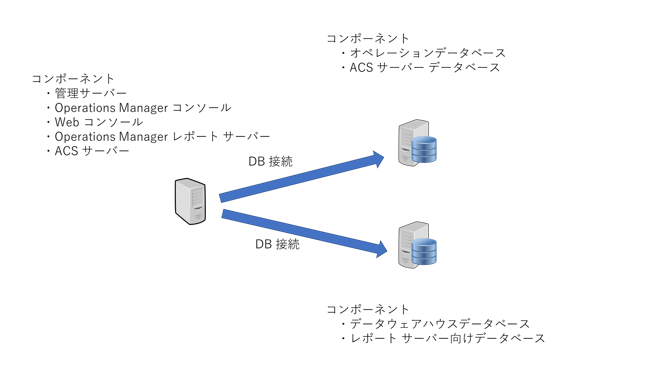 コンポーネント
・オペレーションデータベース
・ACS サーバー データベース
コンポーネント
・管理サーバー
・Operations Manager コンソール
・Web コンソール
・Operations Manager レポート サーバー
・ACS サーバー
DB 接続
DB 接続
コンポーネント
・データウェアハウスデータベース
・レポート サーバー向けデータベース